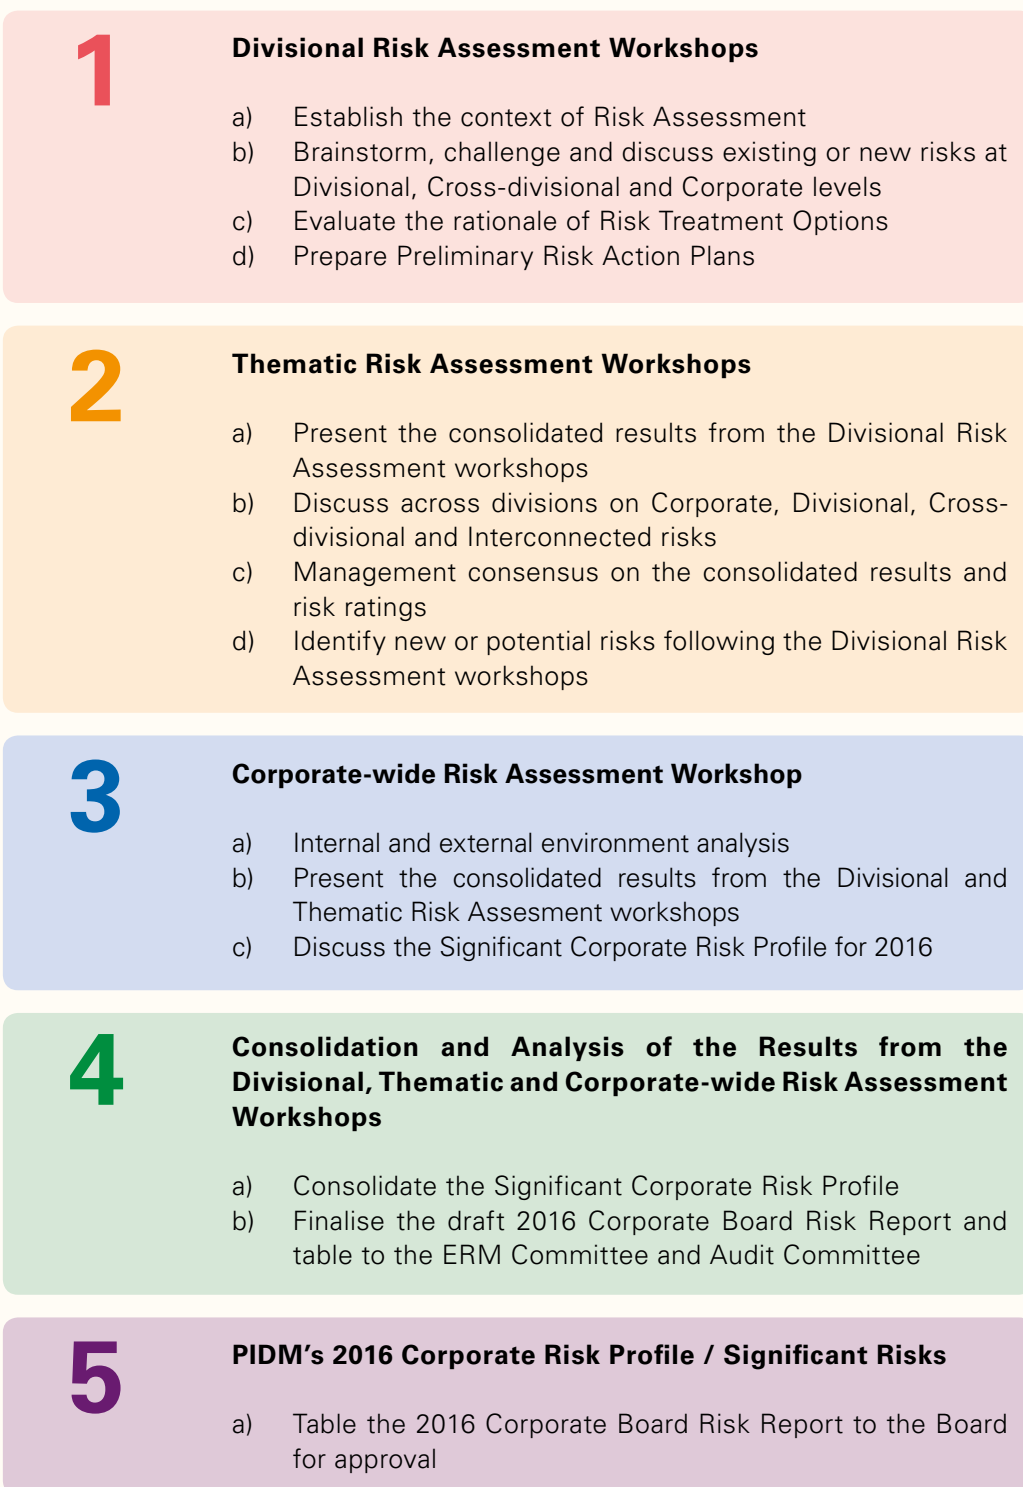 1
Divisional Risk Assessment Workshops
a) Establish the context of Risk Assessment
b) Brainstorm, challenge and discuss existing or new risks at
Divisional, Cross-divisional and Corporate levels
c) Evaluate the rationale of Risk Treatment Options
d) Prepare Preliminary Risk Action Plans
2
Thematic Risk Assessment Workshops
a) Present the consolidated results from the Divisional Risk
Assessment workshops
b) Discuss across divisions on Corporate, Divisional, Cross-
divisional and Interconnected risks
c) Management consensus on the consolidated results and
risk ratings
d) Identify new or potential risks following the Divisional Risk
Assessment workshops
3
Corporate-wide Risk Assessment Workshop
a) Internal and external environment analysis
b) Present the consolidated results from the Divisional and
Thematic Risk Assesment workshops
c) Discuss the Significant Corporate Risk Profile for 2016
4
Consolidation and Analysis of the Results from the
Divisional, Thematic and Corporate-wide Risk Assessment
Workshops
a) Consolidate the Significant Corporate Risk Profile
b) Finalise the draft 2016 Corporate Board Risk Report and
table to the ERM Committee and Audit Committee
5
PIDM's 2016 Corporate Risk Profile / Significant Risks
a) Table the 2016 Corporate Board Risk Report to the Board
for approval